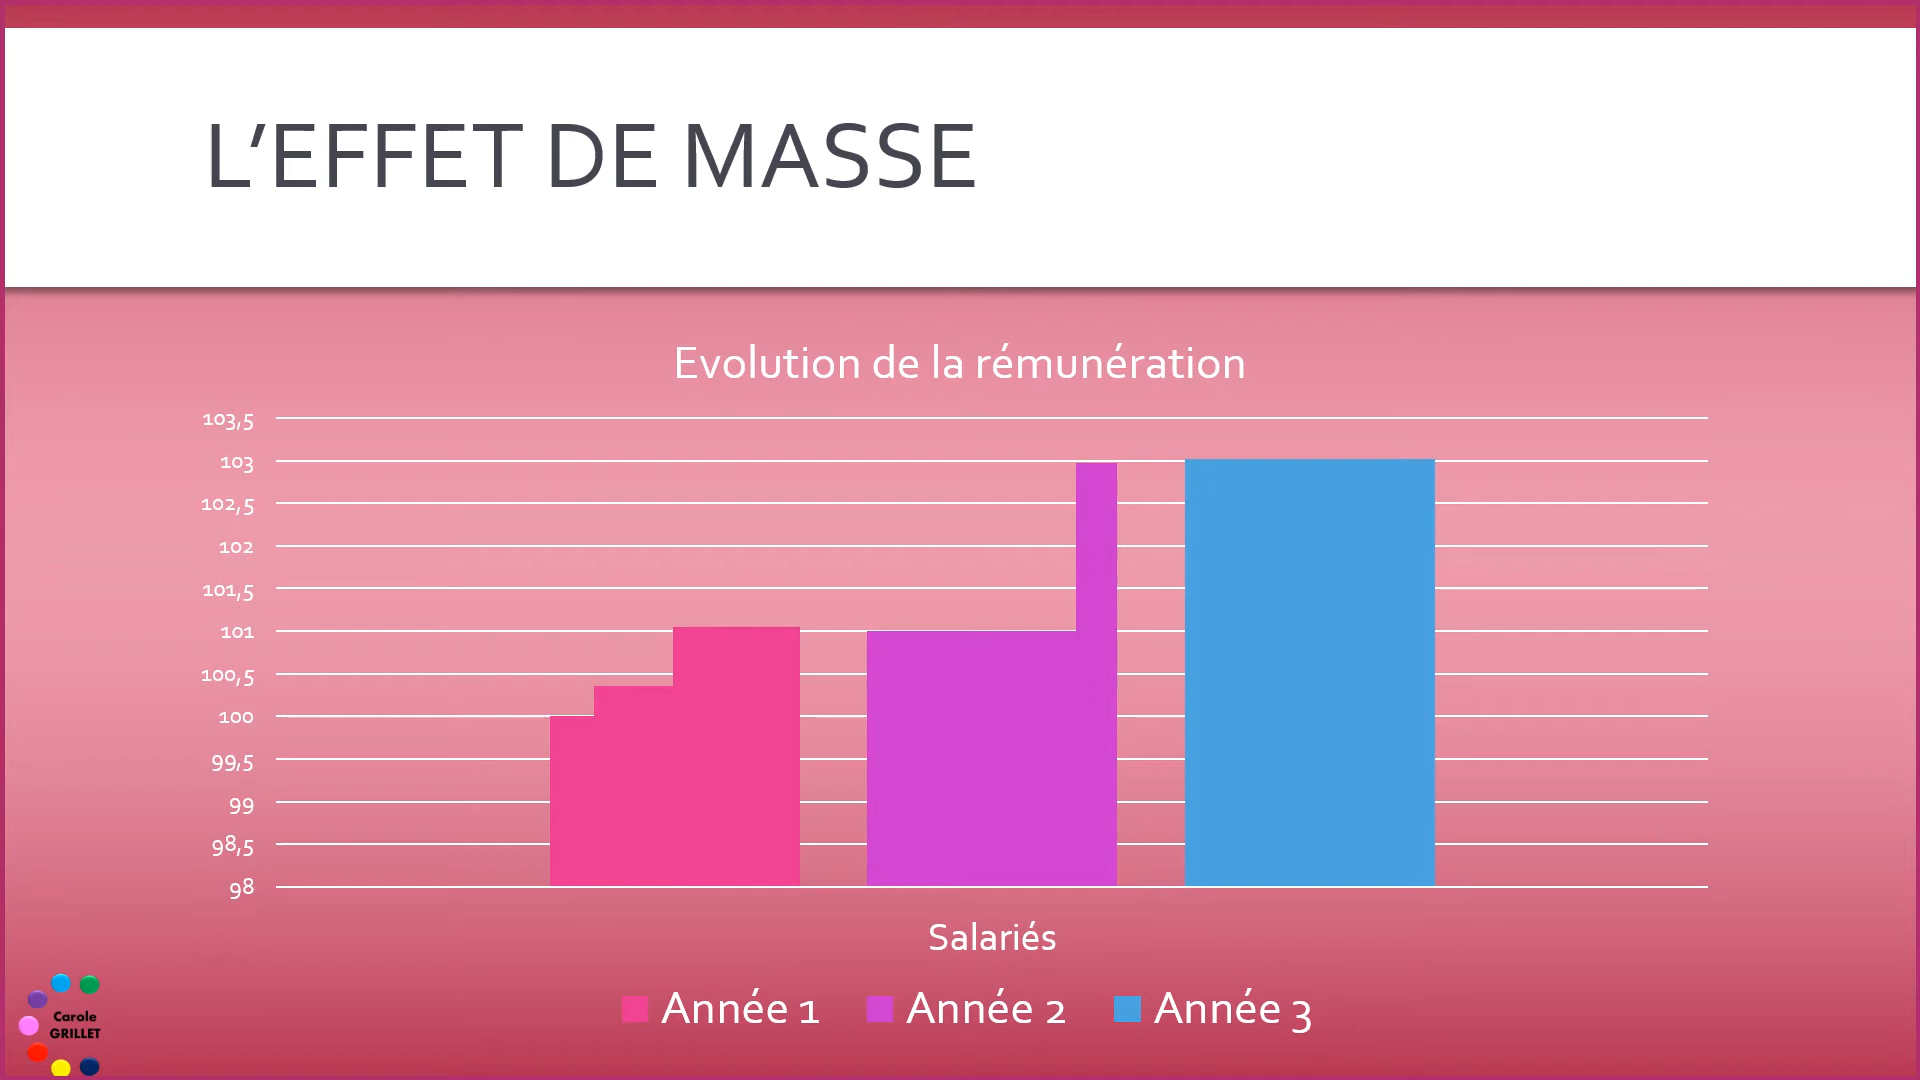 L’EFFET DE MASSE
Evolution de la rémunération
103,5
103
102,5
102
101,5
101
100,5
100
99,5
99
98,5
98
Salariés
Année 1 Année 2 Année 3
Carole
GRILLET